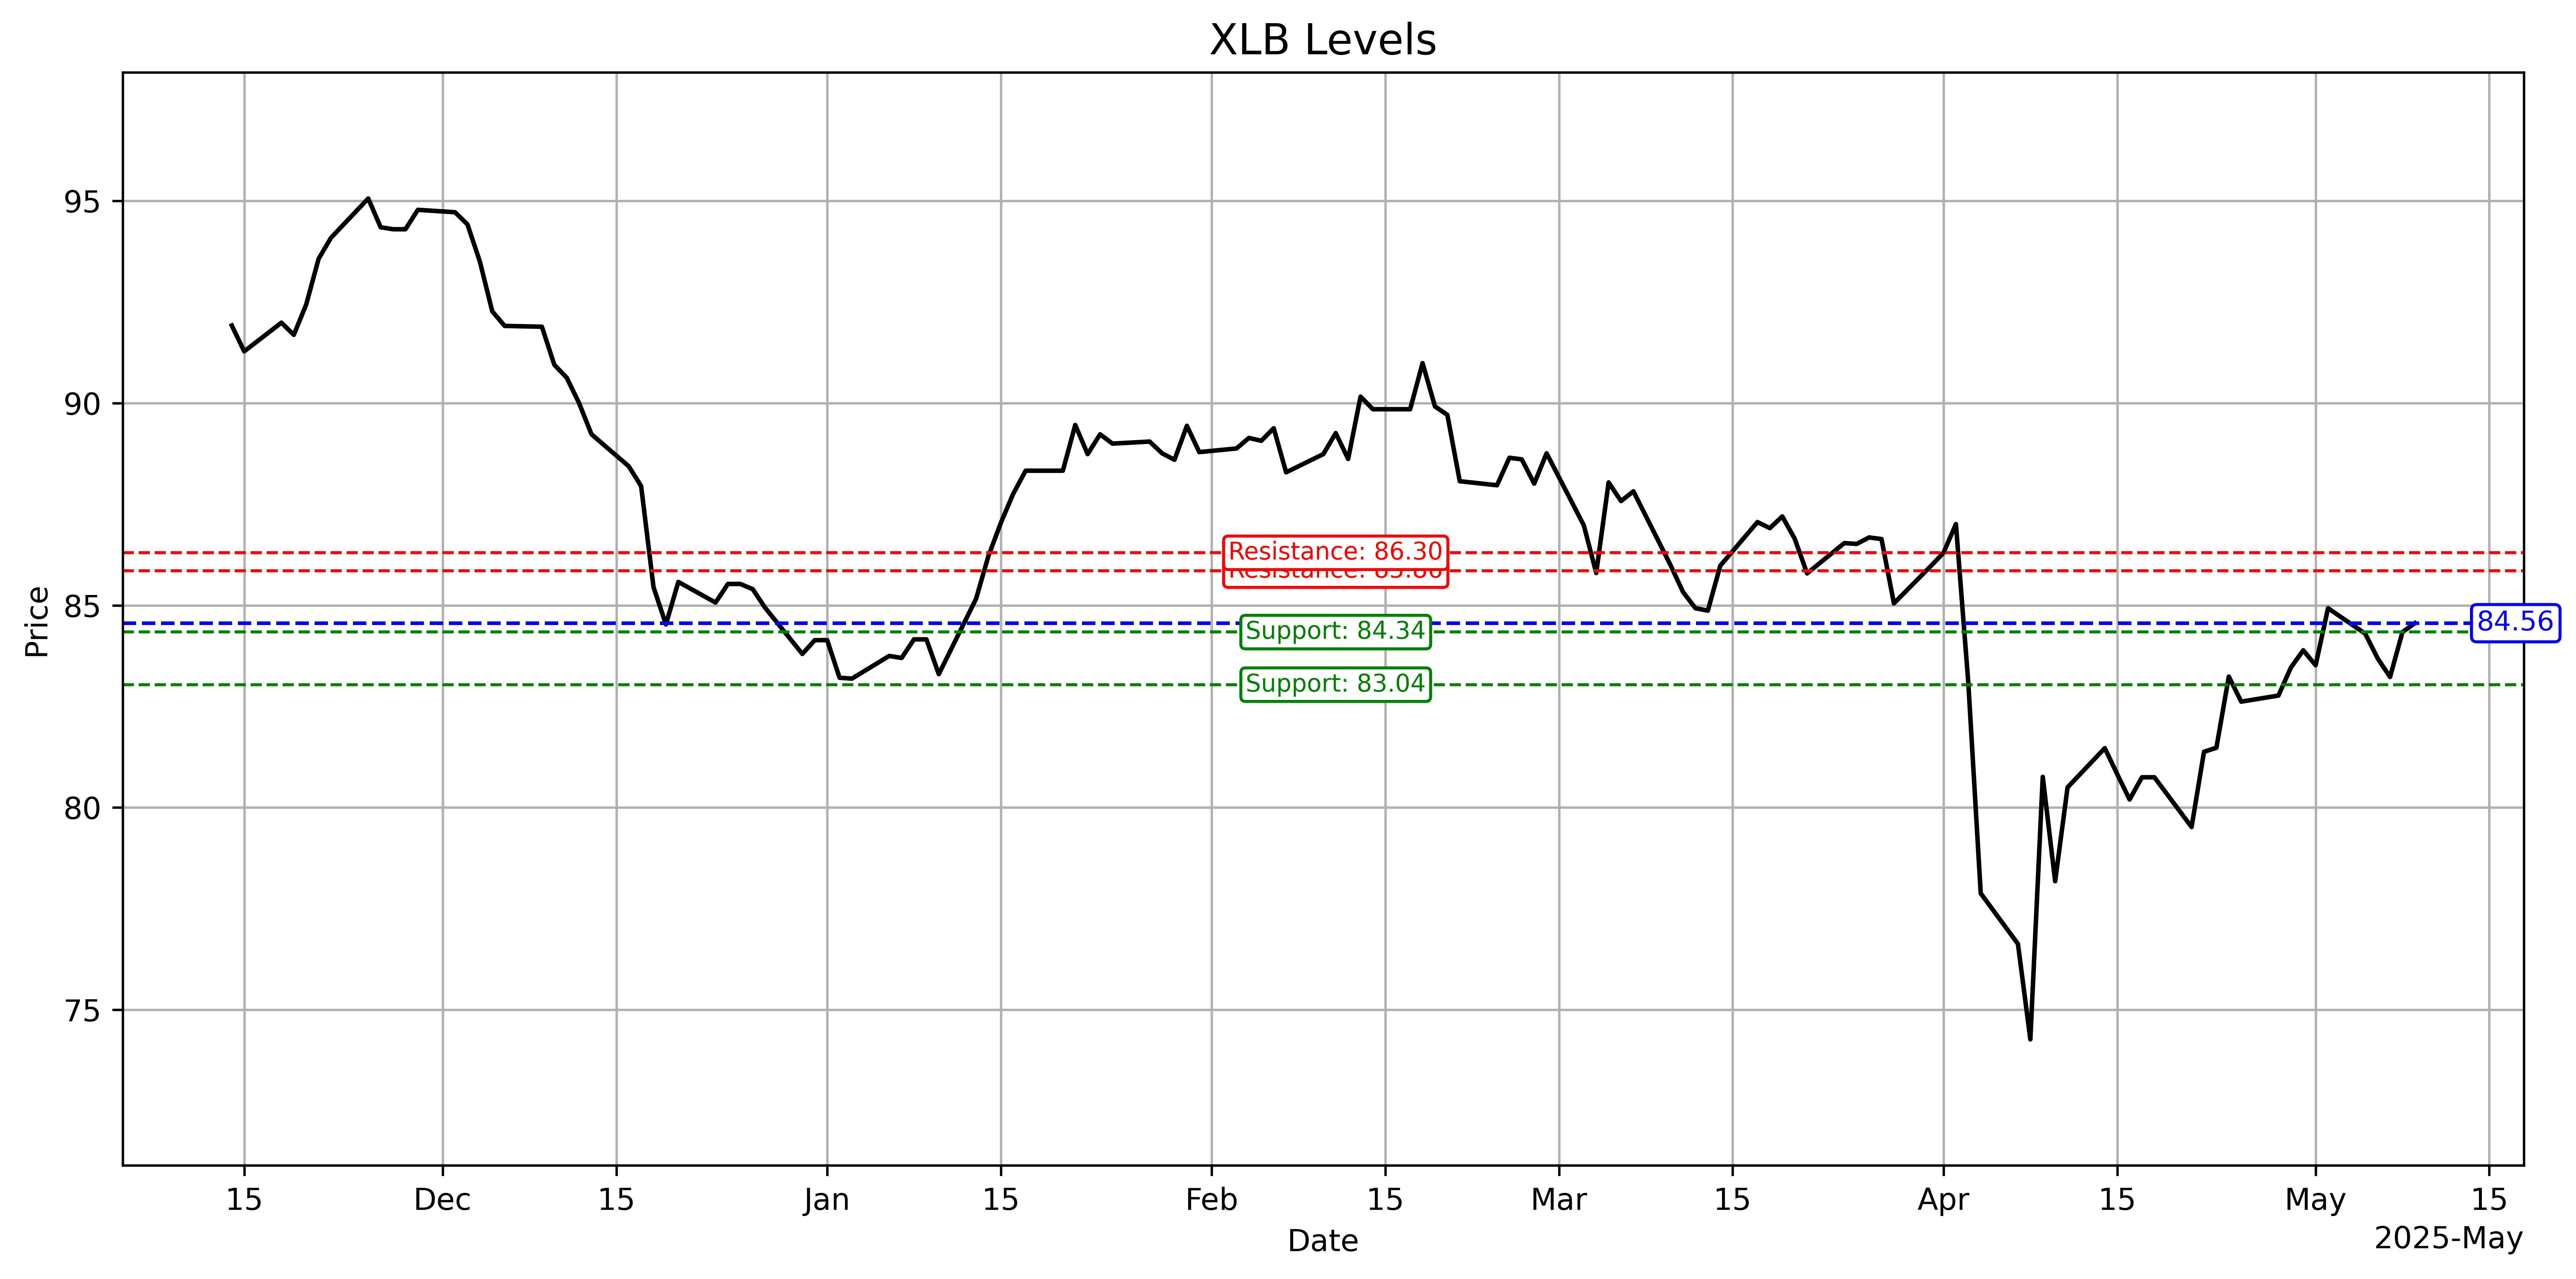 XLB Levels
95
90
85
80
75
Price
Resistance: 86.30
Support: 84.34
Support: 83.04
84.56
15
Dec
15
Jan
15
Feb
15
Mar
15
Apr
15
May
15
Date
2025-May